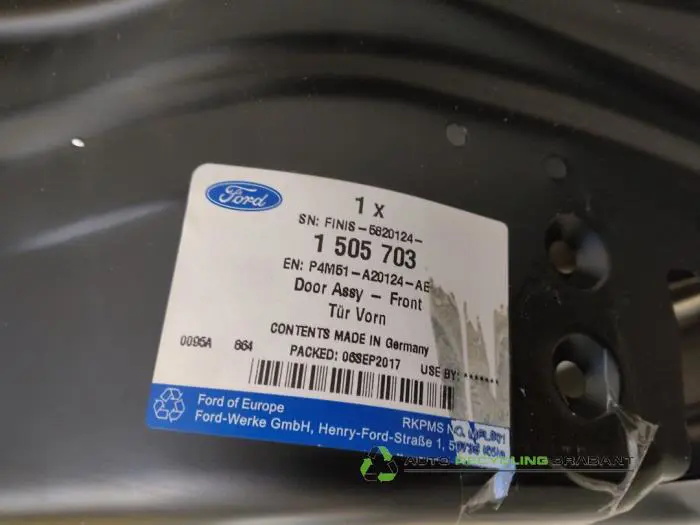 Ford
1 X
SN: FINIS-5820124-
1 505 703
EN: P4M51-A20124-AE
Door Assy - Front
Tür Vorn
CONTENTS MADE IN Germany
0095A 864 PACKED: 06SEP2017 USE BY: *******
Ford of Europe
Ford-Werke GmbH, Henry-Ford-Straße 1,
RKPMS NO.
AUTO RECYCLING BRABANT